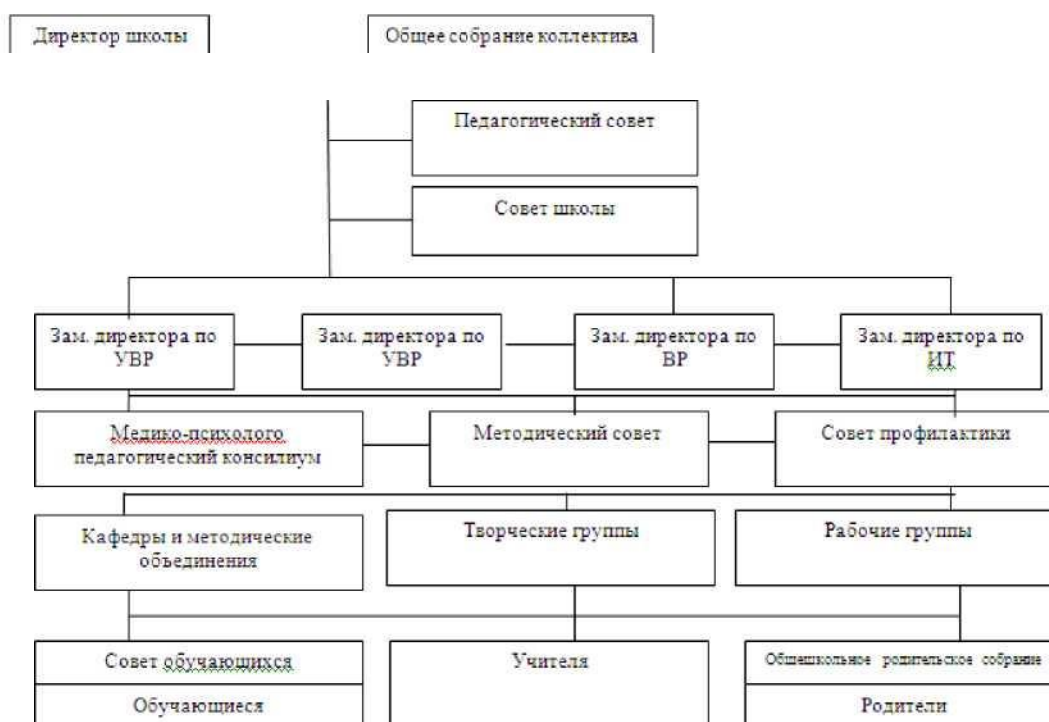 Директор школы
Общее собрание коллектива
Педагогический совет
Совет школы
Зам. директора по
УВР
Зам. директора по
УВР
Зам. директора по
ВР
Зам. директора по
ИТ
Медико-психолого
педагогический консилиум
Методический совет
Совет профилактики
Кафедры и методические
объединения
Творческие группы
Рабочие группы
Совет обучающихся
Обучающиеся
Учителя
Общешкольное родительское собрание
Родители